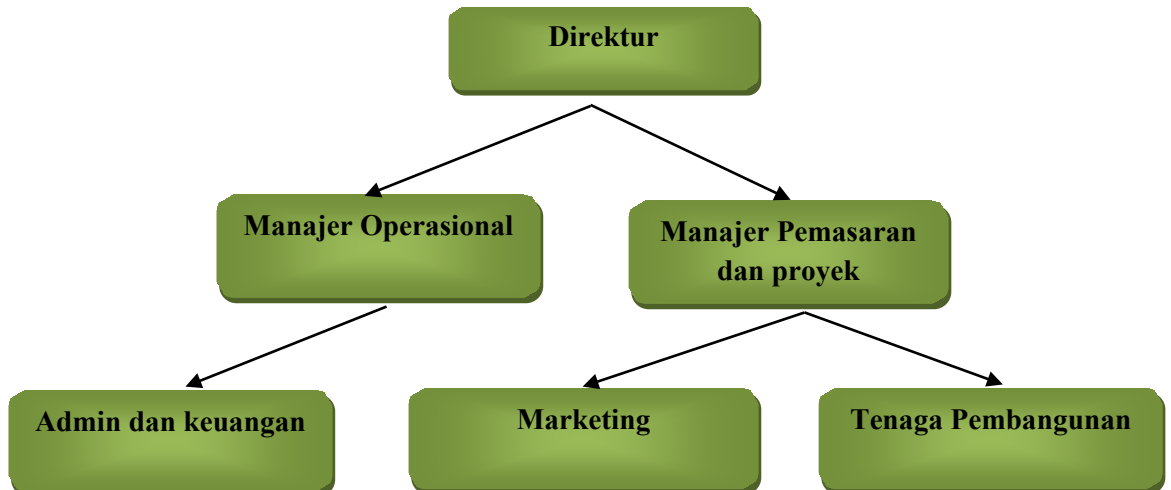 Direktur
Manajer Operasional
Manajer Pemasaran
dan proyek
Admin dan keuangan
Marketing
Tenaga Pembangunan